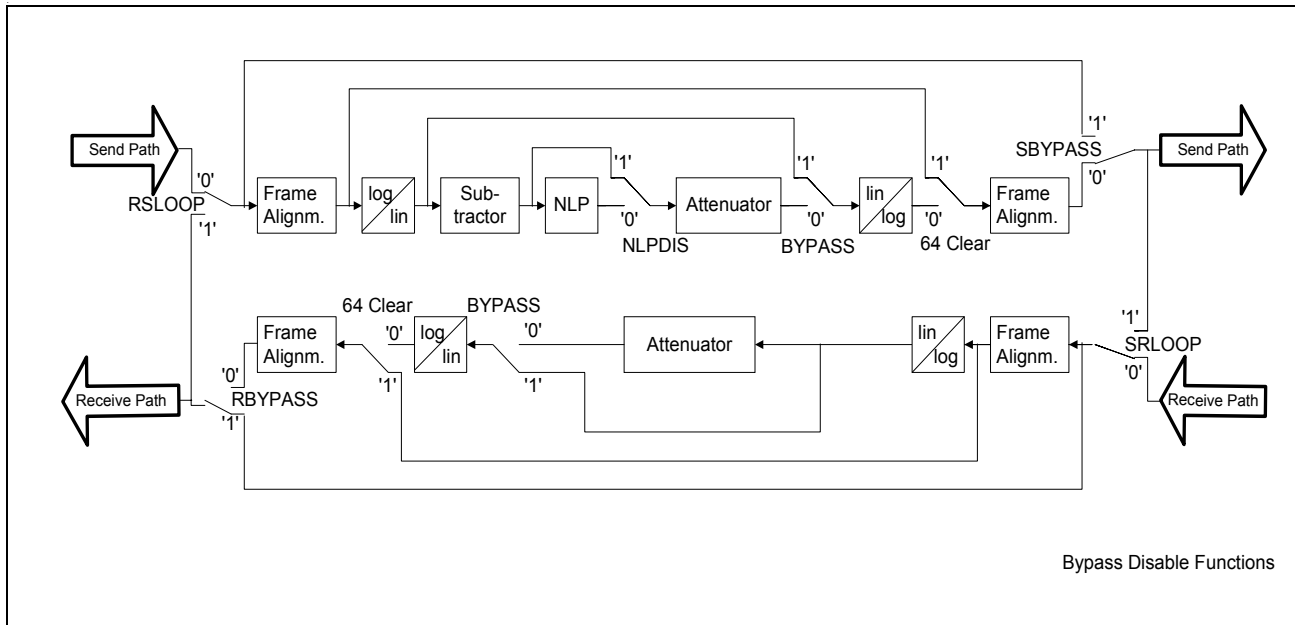 '1'
Send Path
'0'
RSLOOP
'1'
Frame
Alignm.
log
lin
Sub-
tractor
NLP
'1'
'0'
NLPDIS
Attenuator
'1'
'0'
BYPASS
lin
log
'1'
'0'
64 Clear
Frame
Alignm.
SBYPASS
'0'
Send Path
64 Clear
BYPASS
Frame
Alignm.
'0'
'1'
log
lin
'0'
'1'
Attenuator
lin
log
Frame
Alignm.
'1'
SRLOOP
'0'
Receive Path
'0'
RBYPASS
'1'
Receive Path
Bypass Disable Functions